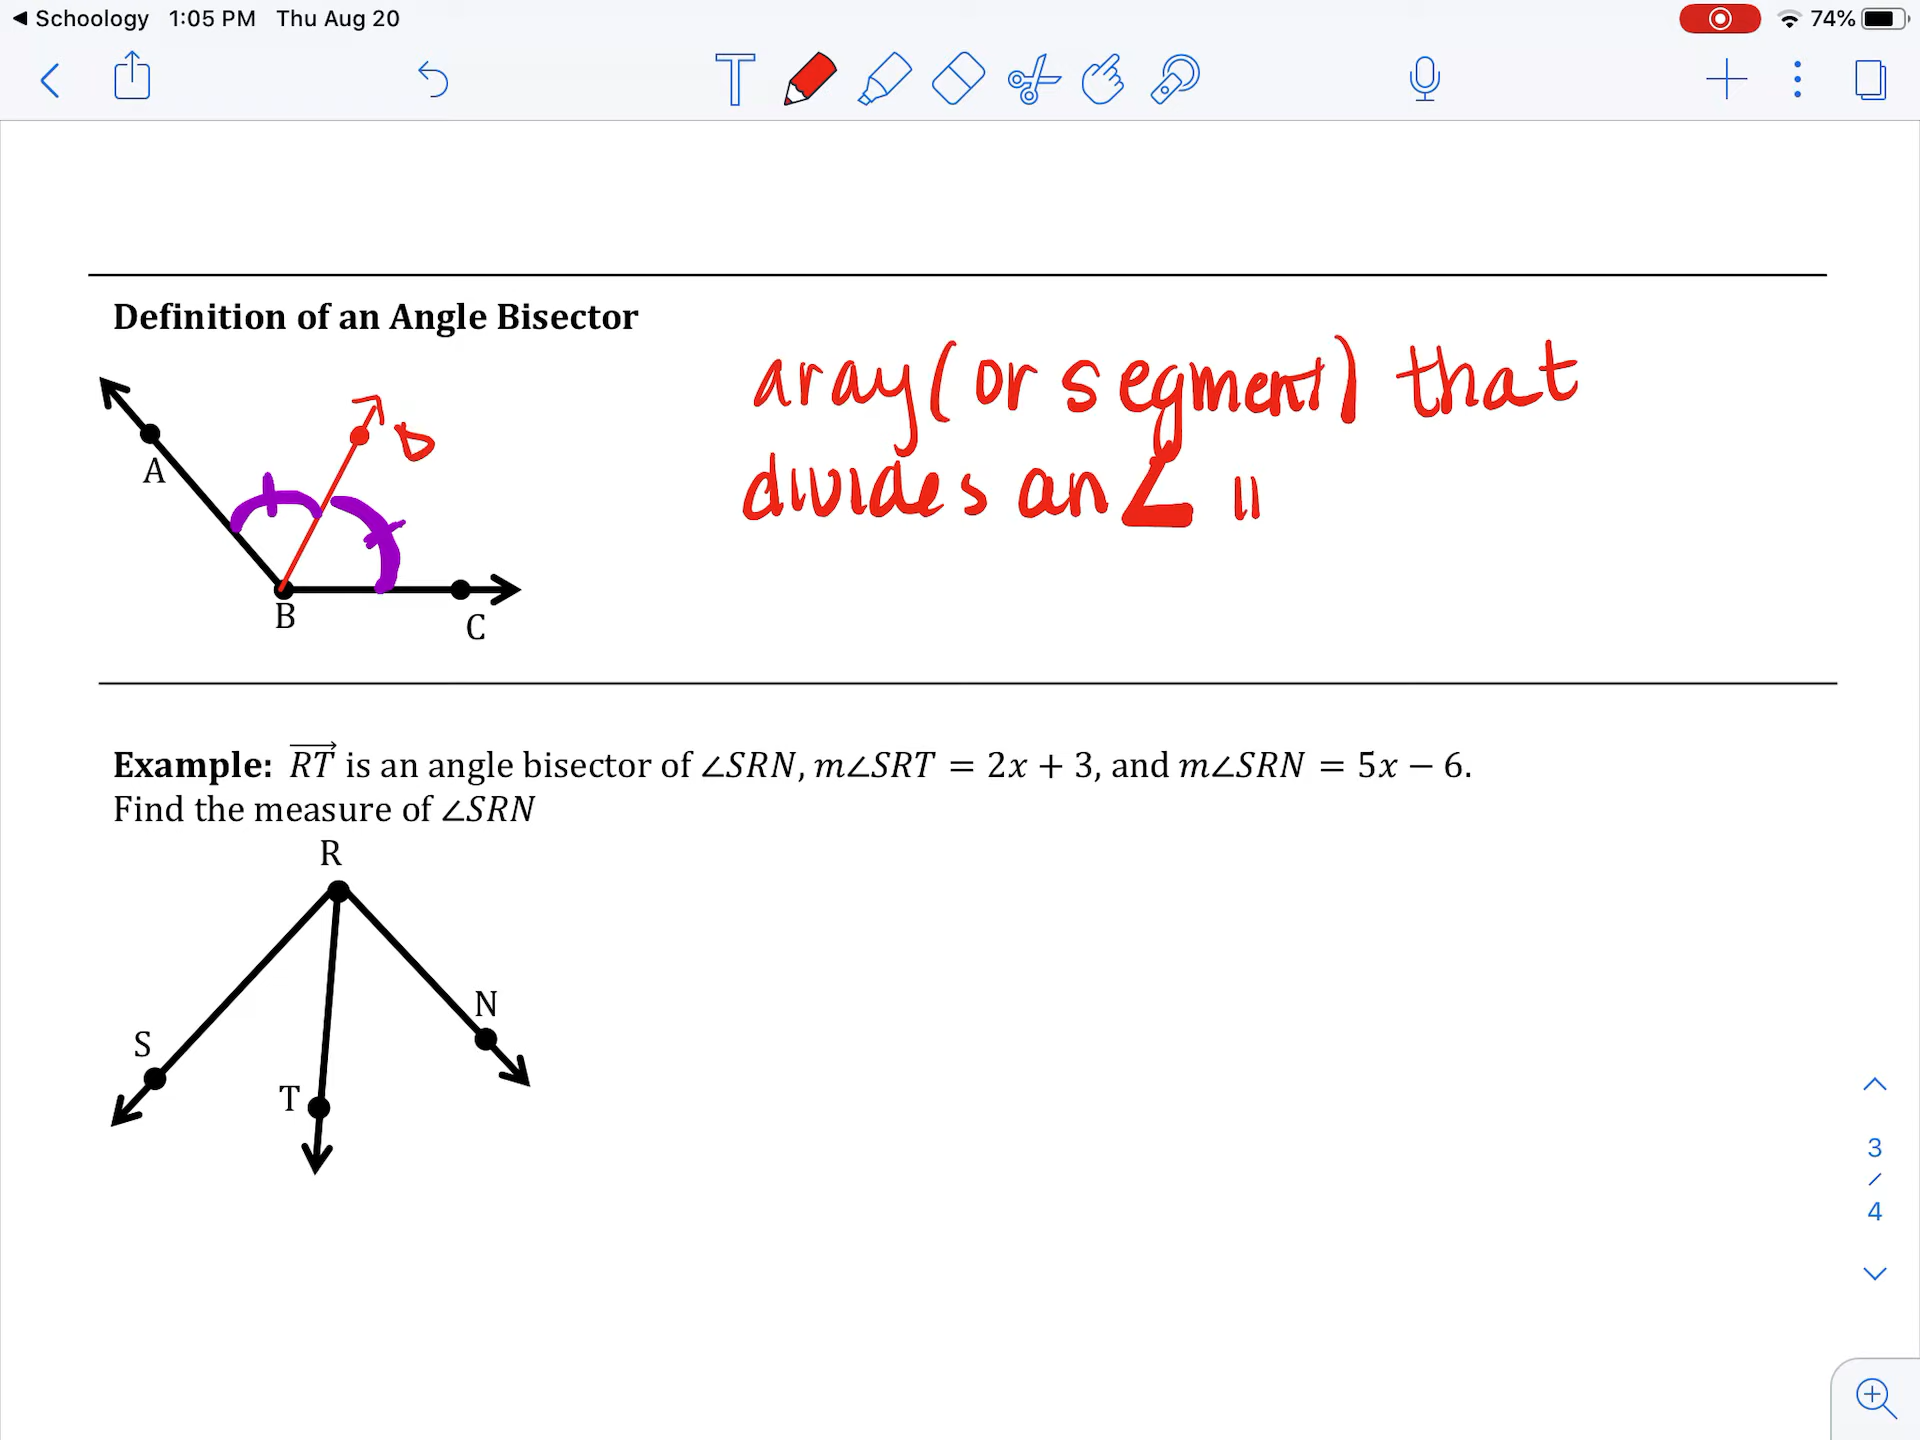 Schoology 1:05 PM Thu Aug 20 74%
T
Definition of an Angle Bisector
A
B
C
D
a ray (or segment) that
divides an ∠
Example: RT is an angle bisector of ∠SRN, m∠SRT = 2x + 3, and m∠SRN = 5x − 6.
Find the measure of ∠SRN
R
S
T
N
3
/
4